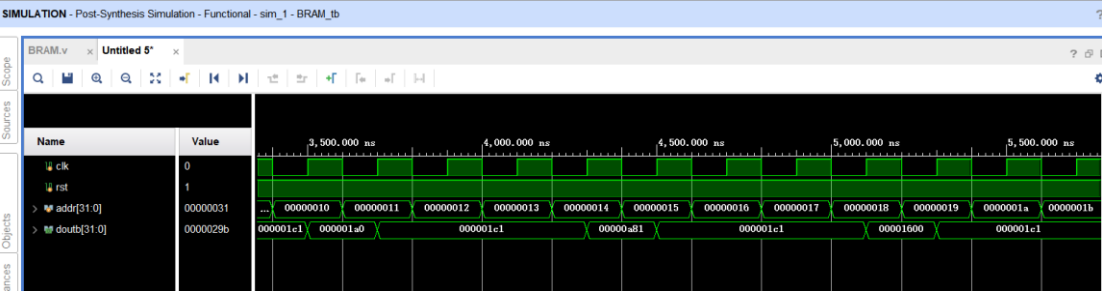 SIMULATION - Post-Synthesis Simulation - Functional - sim_1 - BRAM_tb ?
BRAM.v × Untitled 5* × ?
Scope
Sources
Objects
Name Value
3,500.000 ns 4,000.000 ns 4,500.000 ns 5,000.000 ns 5,500.000 ns
clk 0
rst 1
> addr[31:0] 00000031 ... 00000010 00000011 00000012 00000013 00000014 00000015 00000016 00000017 00000018 00000019 0000001a 0000001b
> doutb[31:0] 0000029b 000001c1 000001a0 000001c1 00000a81 000001c1 00001600 000001c1